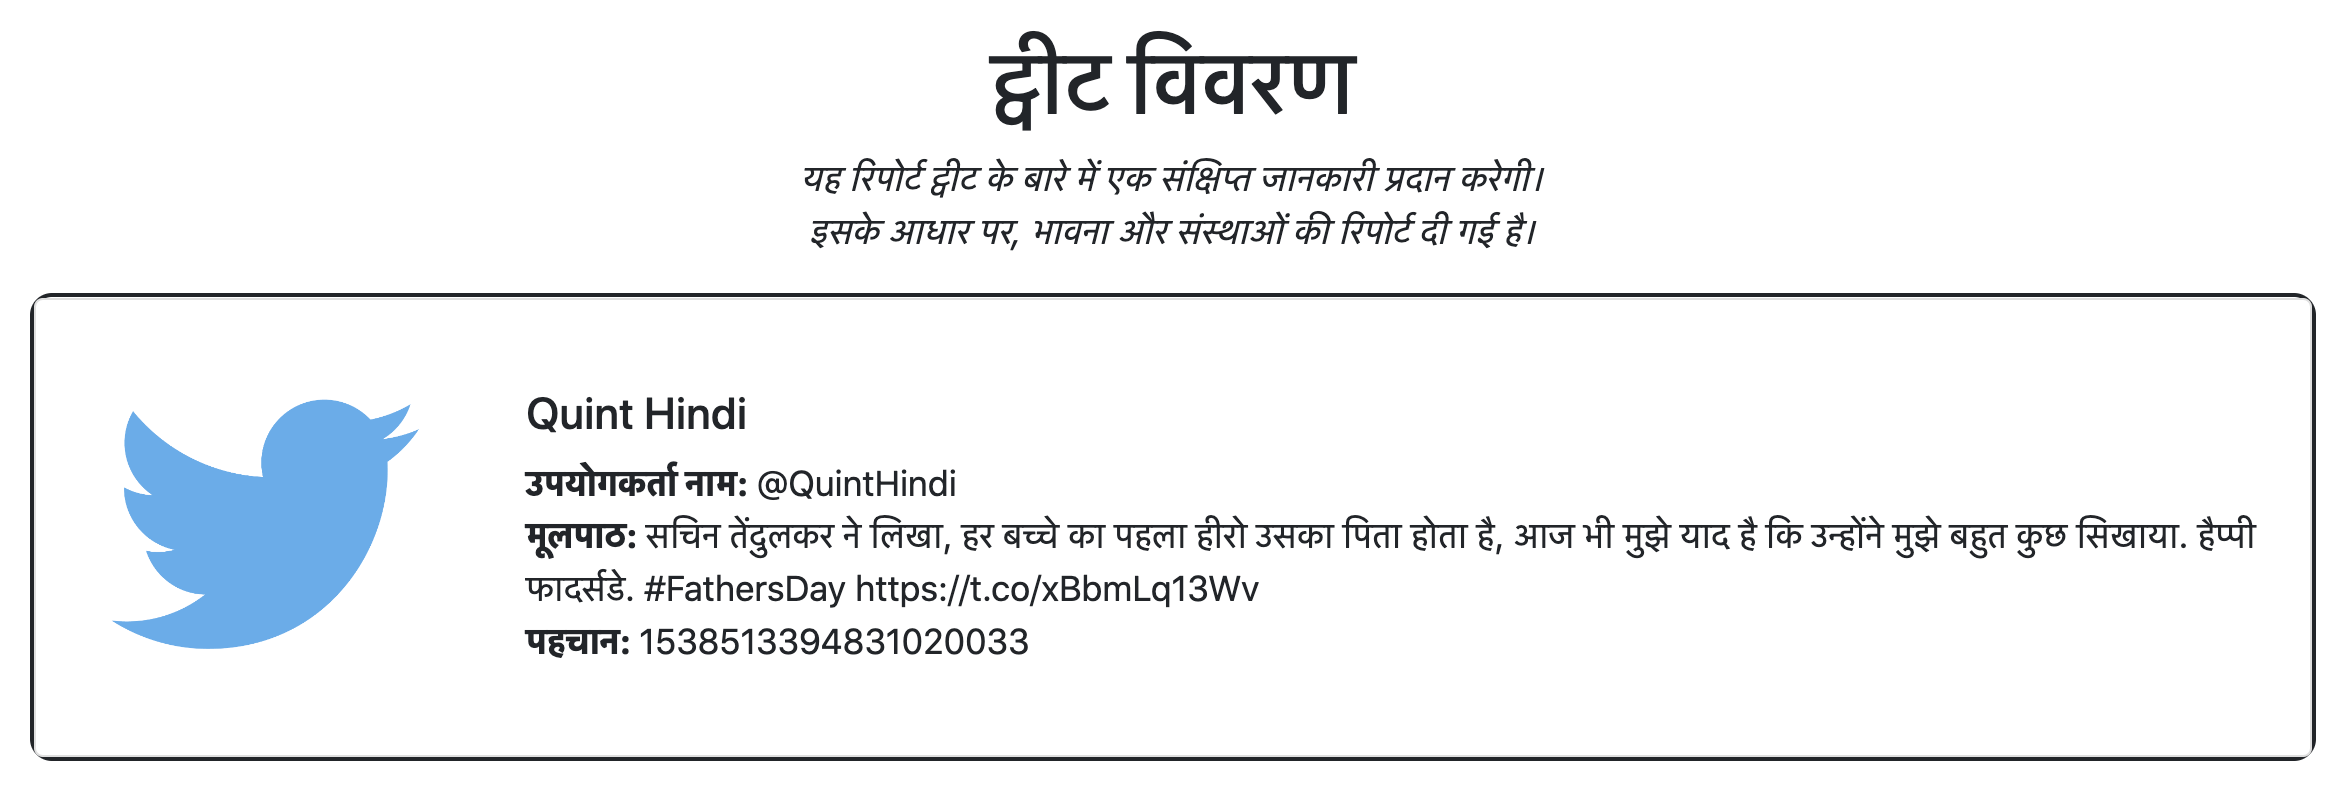 ट्वीट विवरण
यह रिपोर्ट ट्वीट के बारे में एक संक्षिप्त जानकारी प्रदान करेगी।
इसके आधार पर, भावना और संस्थाओं की रिपोर्ट दी गई है।
Quint Hindi
उपयोगकर्ता नाम: @QuintHindi
मूलपाठ: सचिन तेंदुलकर ने लिखा, हर बच्चे का पहला हीरो उसका पिता होता है, आज भी मुझे याद है कि उन्होंने मुझे बहुत कुछ सिखाया. हैप्पी
फादर्सडे. #FathersDay https://t.co/xBbmLq13Wv
पहचान: 1538513394831020033